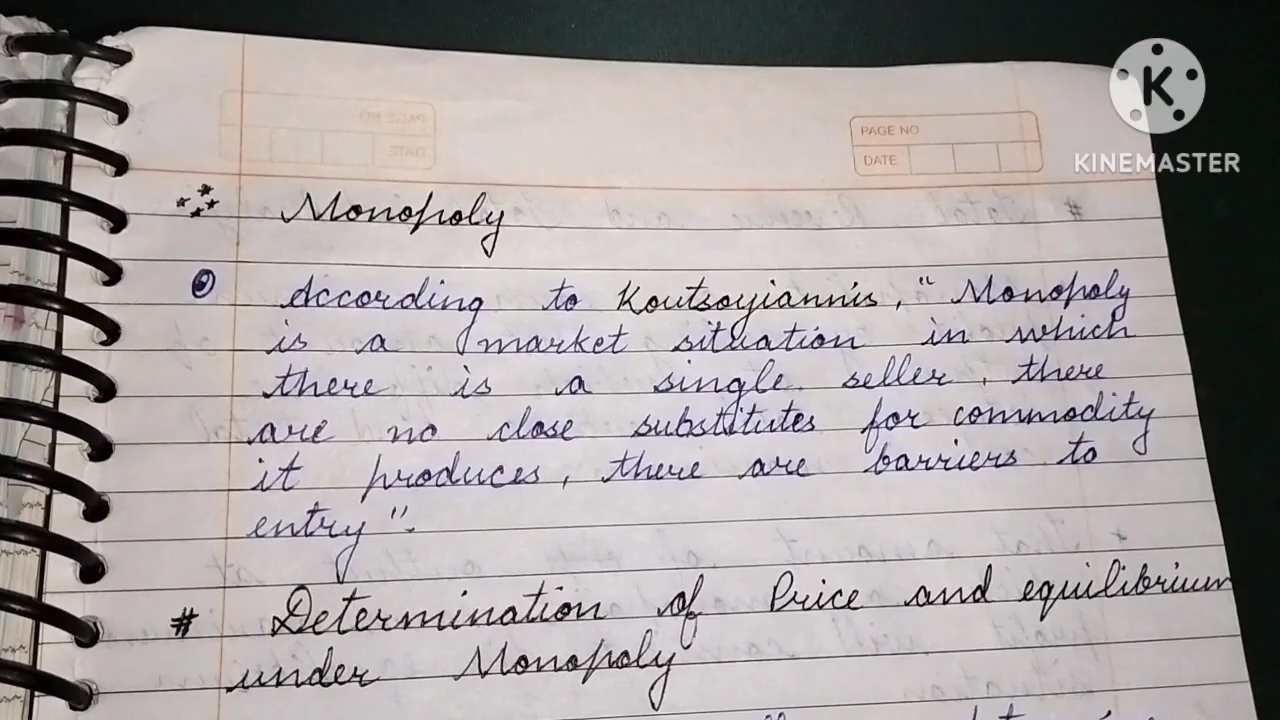 PAGE NO
DATE
K
KINEMASTER
Monopoly
According to Koutsoyiannis, "Monopoly
is a market situation in which
there is a single seller, there
are no close substitutes for commodity
it produces, there are barriers to
entry".
# Determination of Price and equilibrium
under Monopoly